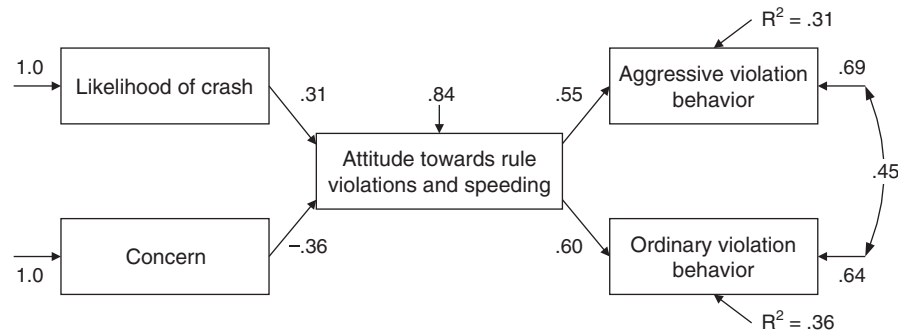 R² = .31
1.0
Likelihood of crash
.31
.84
.55
Aggressive violation
behavior
.69
Attitude towards rule
violations and speeding
.45
Concern
1.0
–.36
.60
Ordinary violation
behavior
.64
R² = .36